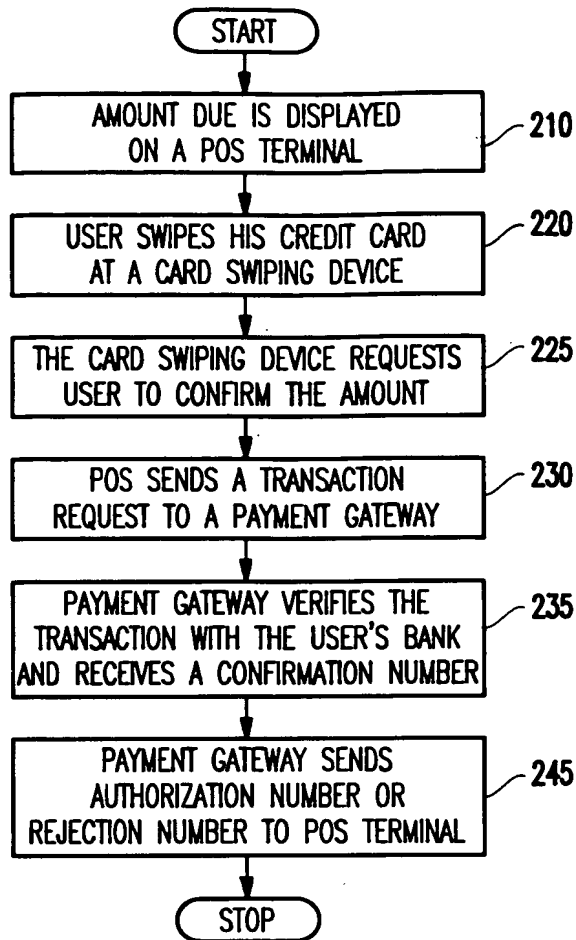 START
AMOUNT DUE IS DISPLAYED
ON A POS TERMINAL
210
USER SWIPES HIS CREDIT CARD
AT A CARD SWIPING DEVICE
220
THE CARD SWIPING DEVICE REQUESTS
USER TO CONFIRM THE AMOUNT
225
POS SENDS A TRANSACTION
REQUEST TO A PAYMENT GATEWAY
230
PAYMENT GATEWAY VERIFIES THE
TRANSACTION WITH THE USER'S BANK
AND RECEIVES A CONFIRMATION NUMBER
235
PAYMENT GATEWAY SENDS
AUTHORIZATION NUMBER OR
REJECTION NUMBER TO POS TERMINAL
245
STOP